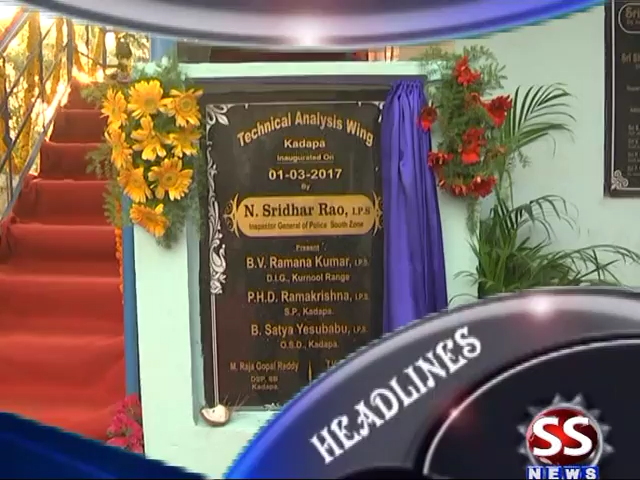 Technical Analysis Wing
Kadapa
Inaugurated On
01-03-2017
By
N. Sridhar Rao, I.P.S
Inspector General of Police South Zone
Present
B.V. Ramana Kumar, I.P.S.
D.I.G., Kurnool Range
P.H.D. Ramakrishna, I.P.S.
S.P., Kadapa.
B. Satya Yesubabu, I.P.S.
O.S.D., Kadapa.
M. Raja Gopal Reddy
DSP, SB
Kadapa.
HEADLINES
SS
NEWS